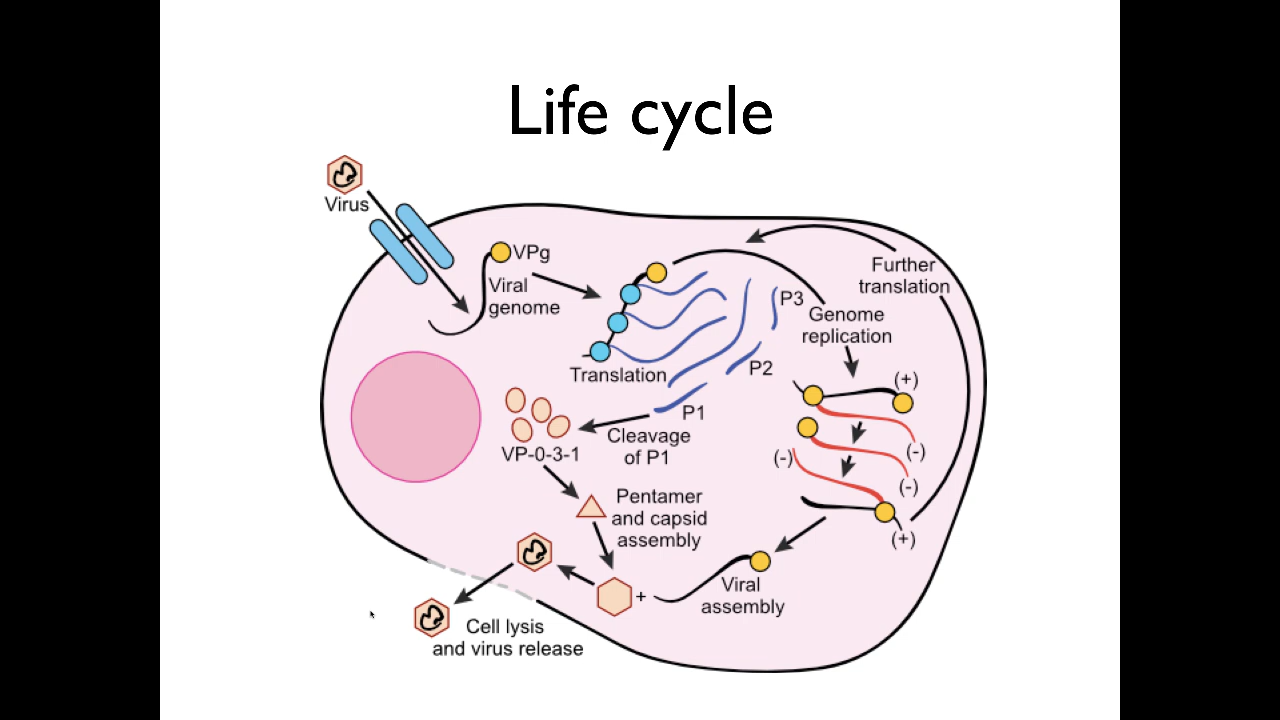 Life cycle
Virus
VPg
Viral
genome
Translation
P3
P2
P1
Further
translation
Genome
replication
(+)
(-)
(-)
(-)
(+)
Cleavage
of P1
VP-0-3-1
Pentamer
and capsid
assembly
+
Viral
assembly
Cell lysis
and virus release